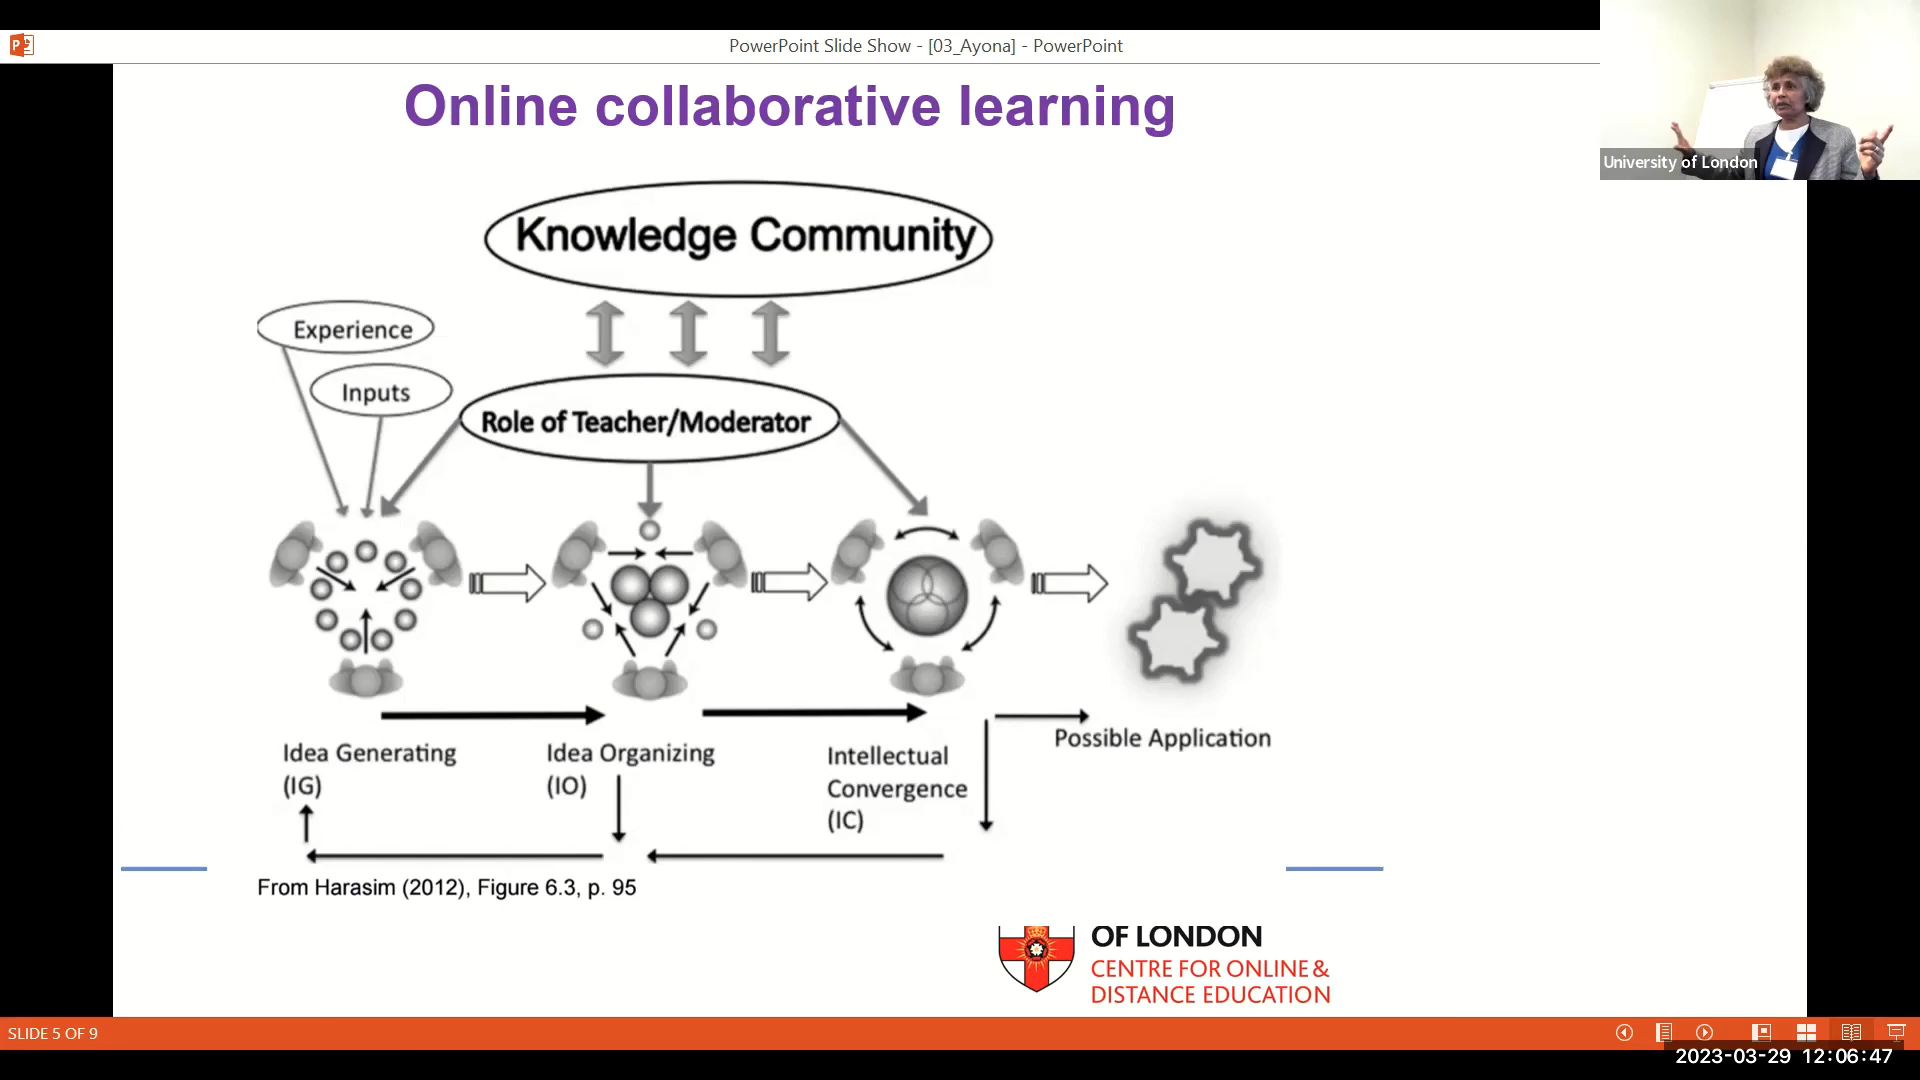 PowerPoint Slide Show - [03_Ayona] - PowerPoint
University of London
Online collaborative learning
Knowledge Community
Experience
Inputs
Role of Teacher/Moderator
Idea Generating
(IG)
Idea Organizing
(IO)
Intellectual
Convergence
(IC)
Possible Application
From Harasim (2012), Figure 6.3, p. 95
OF LONDON
CENTRE FOR ONLINE &
DISTANCE EDUCATION
SLIDE 5 OF 9
2023-03-29 12:06:47